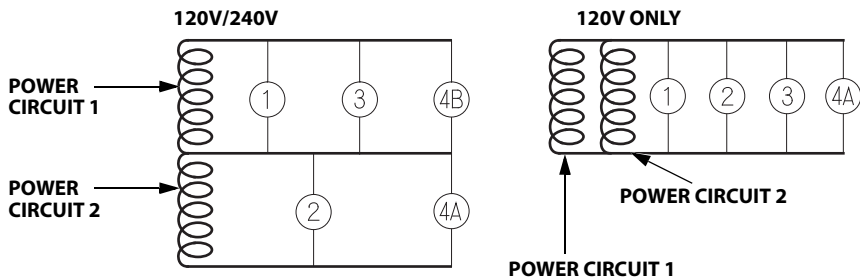 120V/240V
POWER
CIRCUIT 1
1
3
4B
POWER
CIRCUIT 2
2
4A
120V ONLY
1
2
3
4A
POWER CIRCUIT 2
POWER CIRCUIT 1